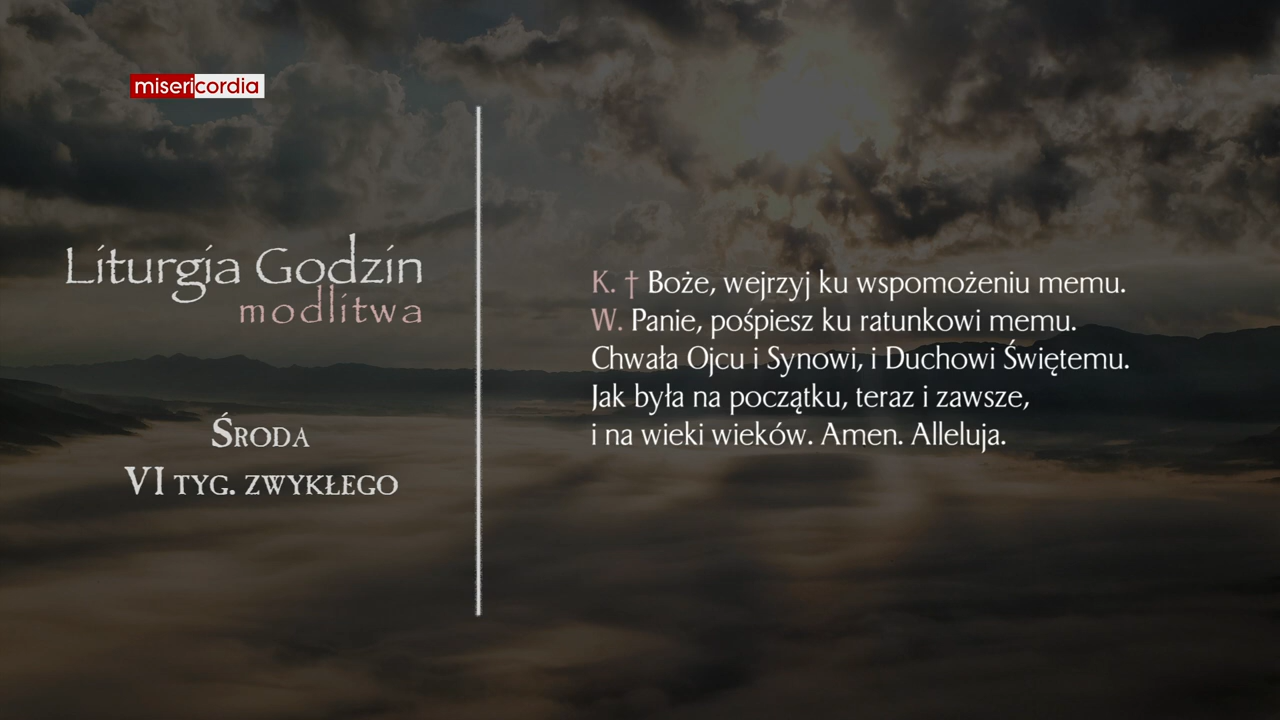 misericordia
Liturgia Godzin
modlitwa
Środa
VI tyg. zwykłego
K. † Boże, wejrzyj ku wspomożeniu memu.
W. Panie, pośpiesz ku ratunkowi memu.
Chwała Ojcu i Synowi, i Duchowi Świętemu.
Jak była na początku, teraz i zawsze,
i na wieki wieków. Amen. Alleluja.